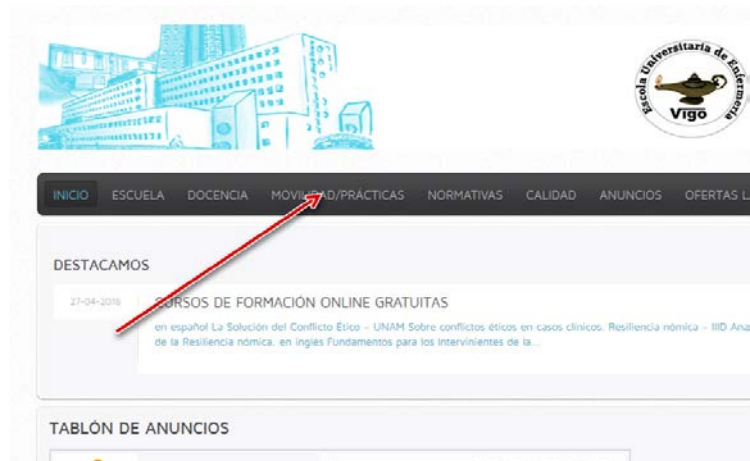 Escola Universitaria de Enfermería
Vigo
INICIO ESCUELA DOCENCIA MOVILIDAD/PRÁCTICAS NORMATIVAS CALIDAD ANUNCIOS OFERTAS L
DESTACAMOS
27-04-2016 CURSOS DE FORMACIÓN ONLINE GRATUITAS
en español La Solución del Conflicto Ético – UNAM Sobre conflictos éticos en casos clínicos. Resiliencia nómica – IIID
de la Resiliencia nómica. en inglés Fundamentos para los Intervinientes de la...
TABLÓN DE ANUNCIOS